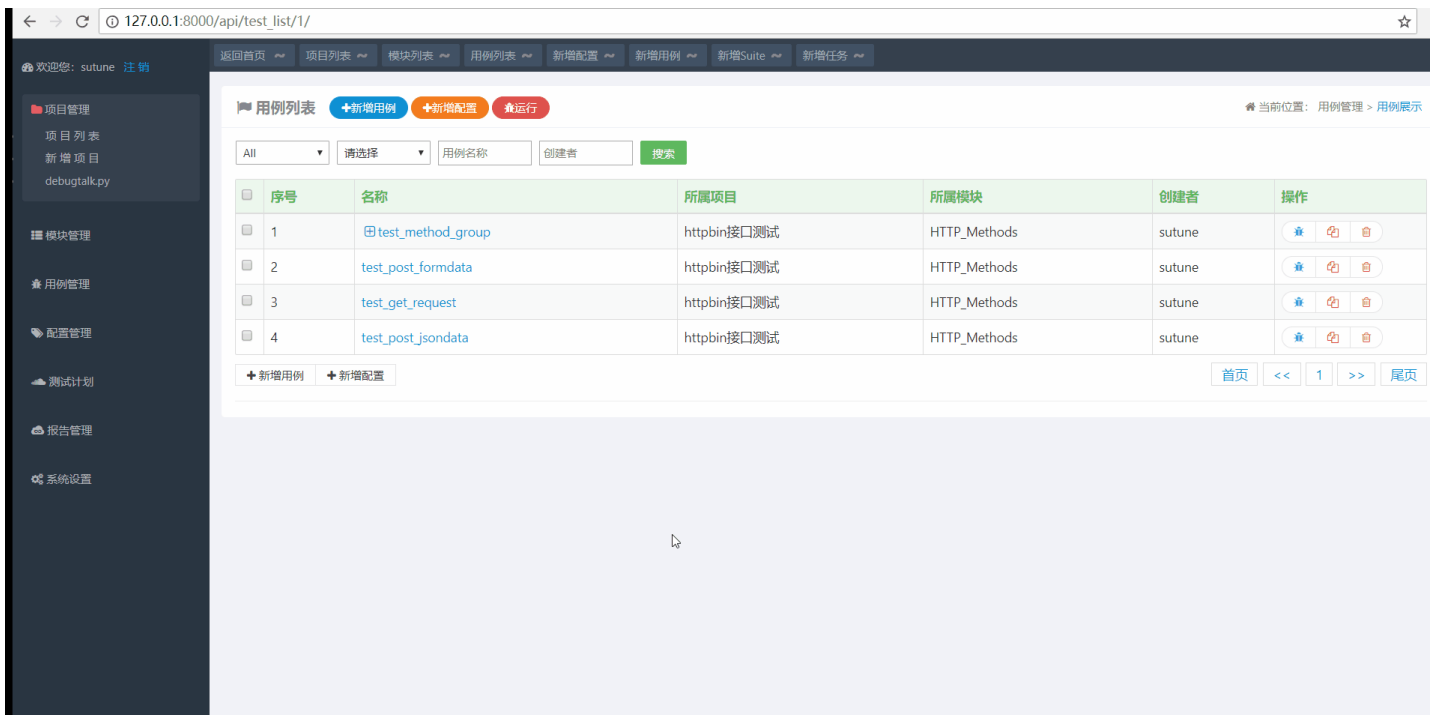 127.0.0.1:8000/api/test_list/1/
欢迎您: sutune 注 销
返回首页 项目列表 模块列表 用例列表 新增配置 新增用例 新增Suite 新增任务
项目管理
项 目 列 表
新 增 项 目
debugtalk.py
模块管理
用例管理
配置管理
测试计划
报告管理
系统设置
用例列表 新增用例 新增配置 运行 当前位置: 用例管理 > 用例展示
All 请选择 用例名称 创建者 搜索
序号 名称 所属项目 所属模块 创建者 操作
1 test_method_group httpbin接口测试 HTTP_Methods sutune
2 test_post_formdata httpbin接口测试 HTTP_Methods sutune
3 test_get_request httpbin接口测试 HTTP_Methods sutune
4 test_post_jsondata httpbin接口测试 HTTP_Methods sutune
新增用例 新增配置 首页 << 1 >> 尾页